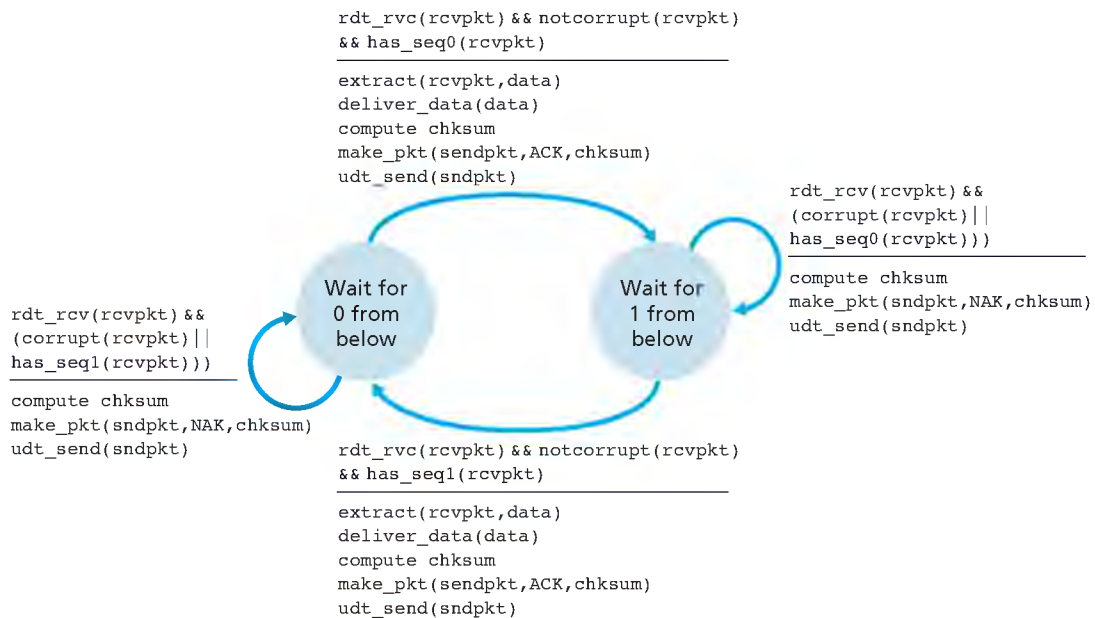 rdt_rvc(rcvpkt) && notcorrupt(rcvpkt)
&& has_seq0(rcvpkt)
extract(rcvpkt,data)
deliver_data(data)
compute chksum
make_pkt(sendpkt,ACK,chksum)
udt_send(sndpkt)
rdt_rcv(rcvpkt) &&
(corrupt(rcvpkt)||
has_seq0(rcvpkt)))
compute chksum
make_pkt(sndpkt,NAK,chksum)
udt_send(sndpkt)
Wait for
0 from
below
Wait for
1 from
below
rdt_rcv(rcvpkt) &&
(corrupt(rcvpkt)||
has_seq1(rcvpkt)))
compute chksum
make_pkt(sndpkt,NAK,chksum)
udt_send(sndpkt)
rdt_rvc(rcvpkt) && notcorrupt(rcvpkt)
&& has_seq1(rcvpkt)
extract(rcvpkt,data)
deliver_data(data)
compute chksum
make_pkt(sendpkt,ACK,chksum)
udt_send(sndpkt)